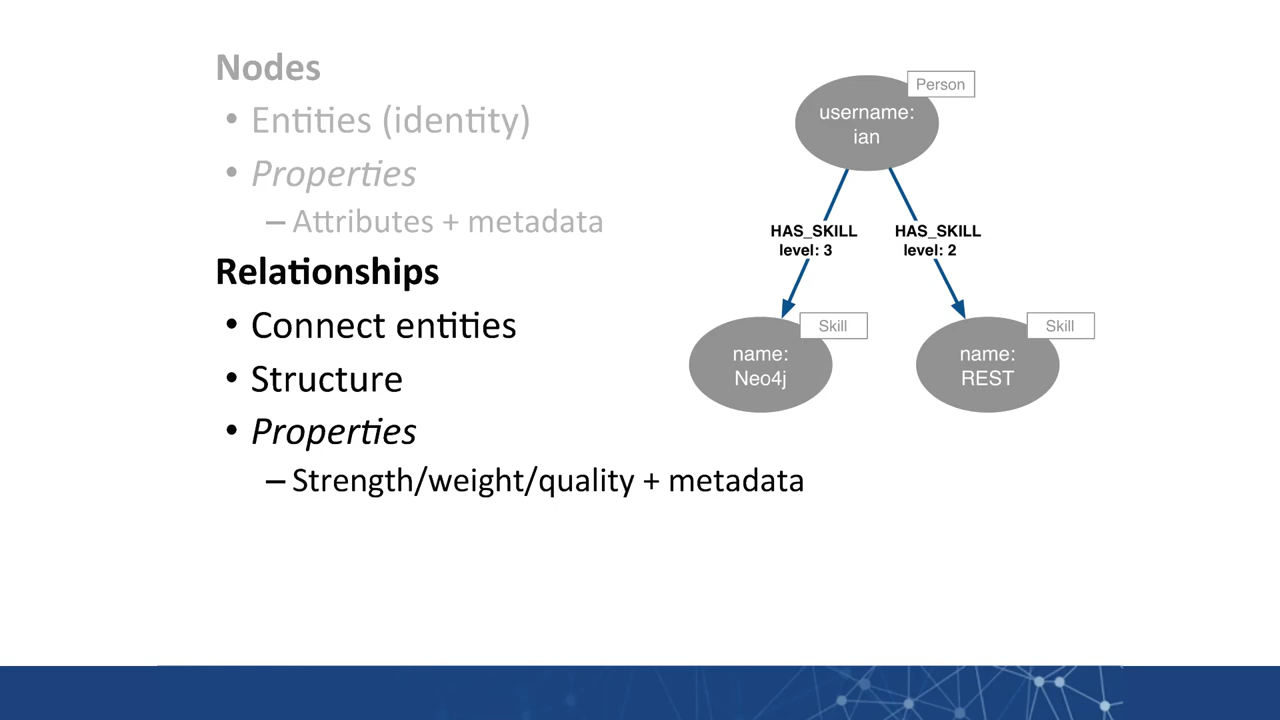 Nodes
• Entities (identity)
• Properties
– Attributes + metadata
Relationships
• Connect entities
• Structure
• Properties
– Strength/weight/quality + metadata
Person
username:
ian
HAS_SKILL
level: 3
HAS_SKILL
level: 2
Skill
name:
Neo4j
Skill
name:
REST